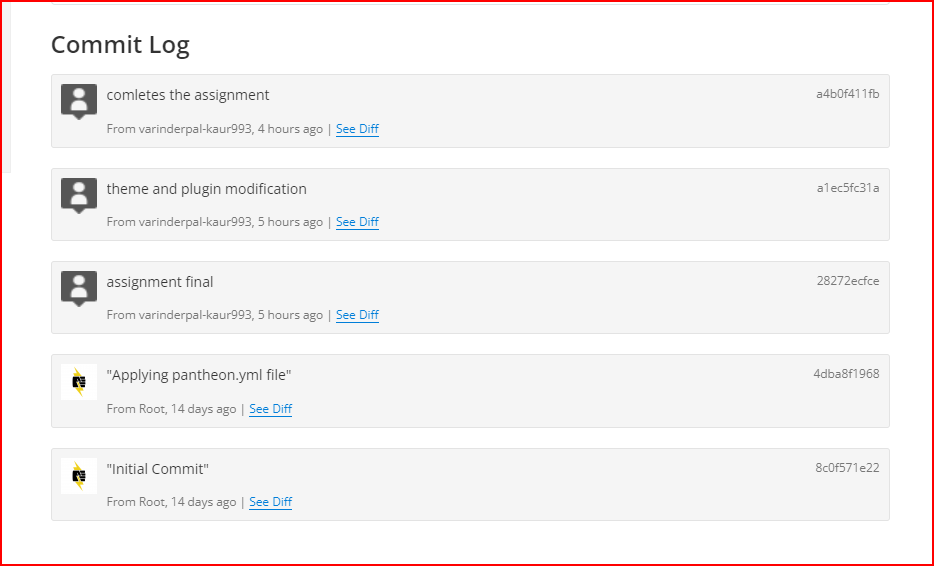 Commit Log
comletes the assignment
a4b0f411fb
From varinderpal-kaur993, 4 hours ago | See Diff
theme and plugin modification
a1ec5fc31a
From varinderpal-kaur993, 5 hours ago | See Diff
assignment final
28272ecfce
From varinderpal-kaur993, 5 hours ago | See Diff
"Applying pantheon.yml file"
4dba8f1968
From Root, 14 days ago | See Diff
"Initial Commit"
8c0f571e22
From Root, 14 days ago | See Diff